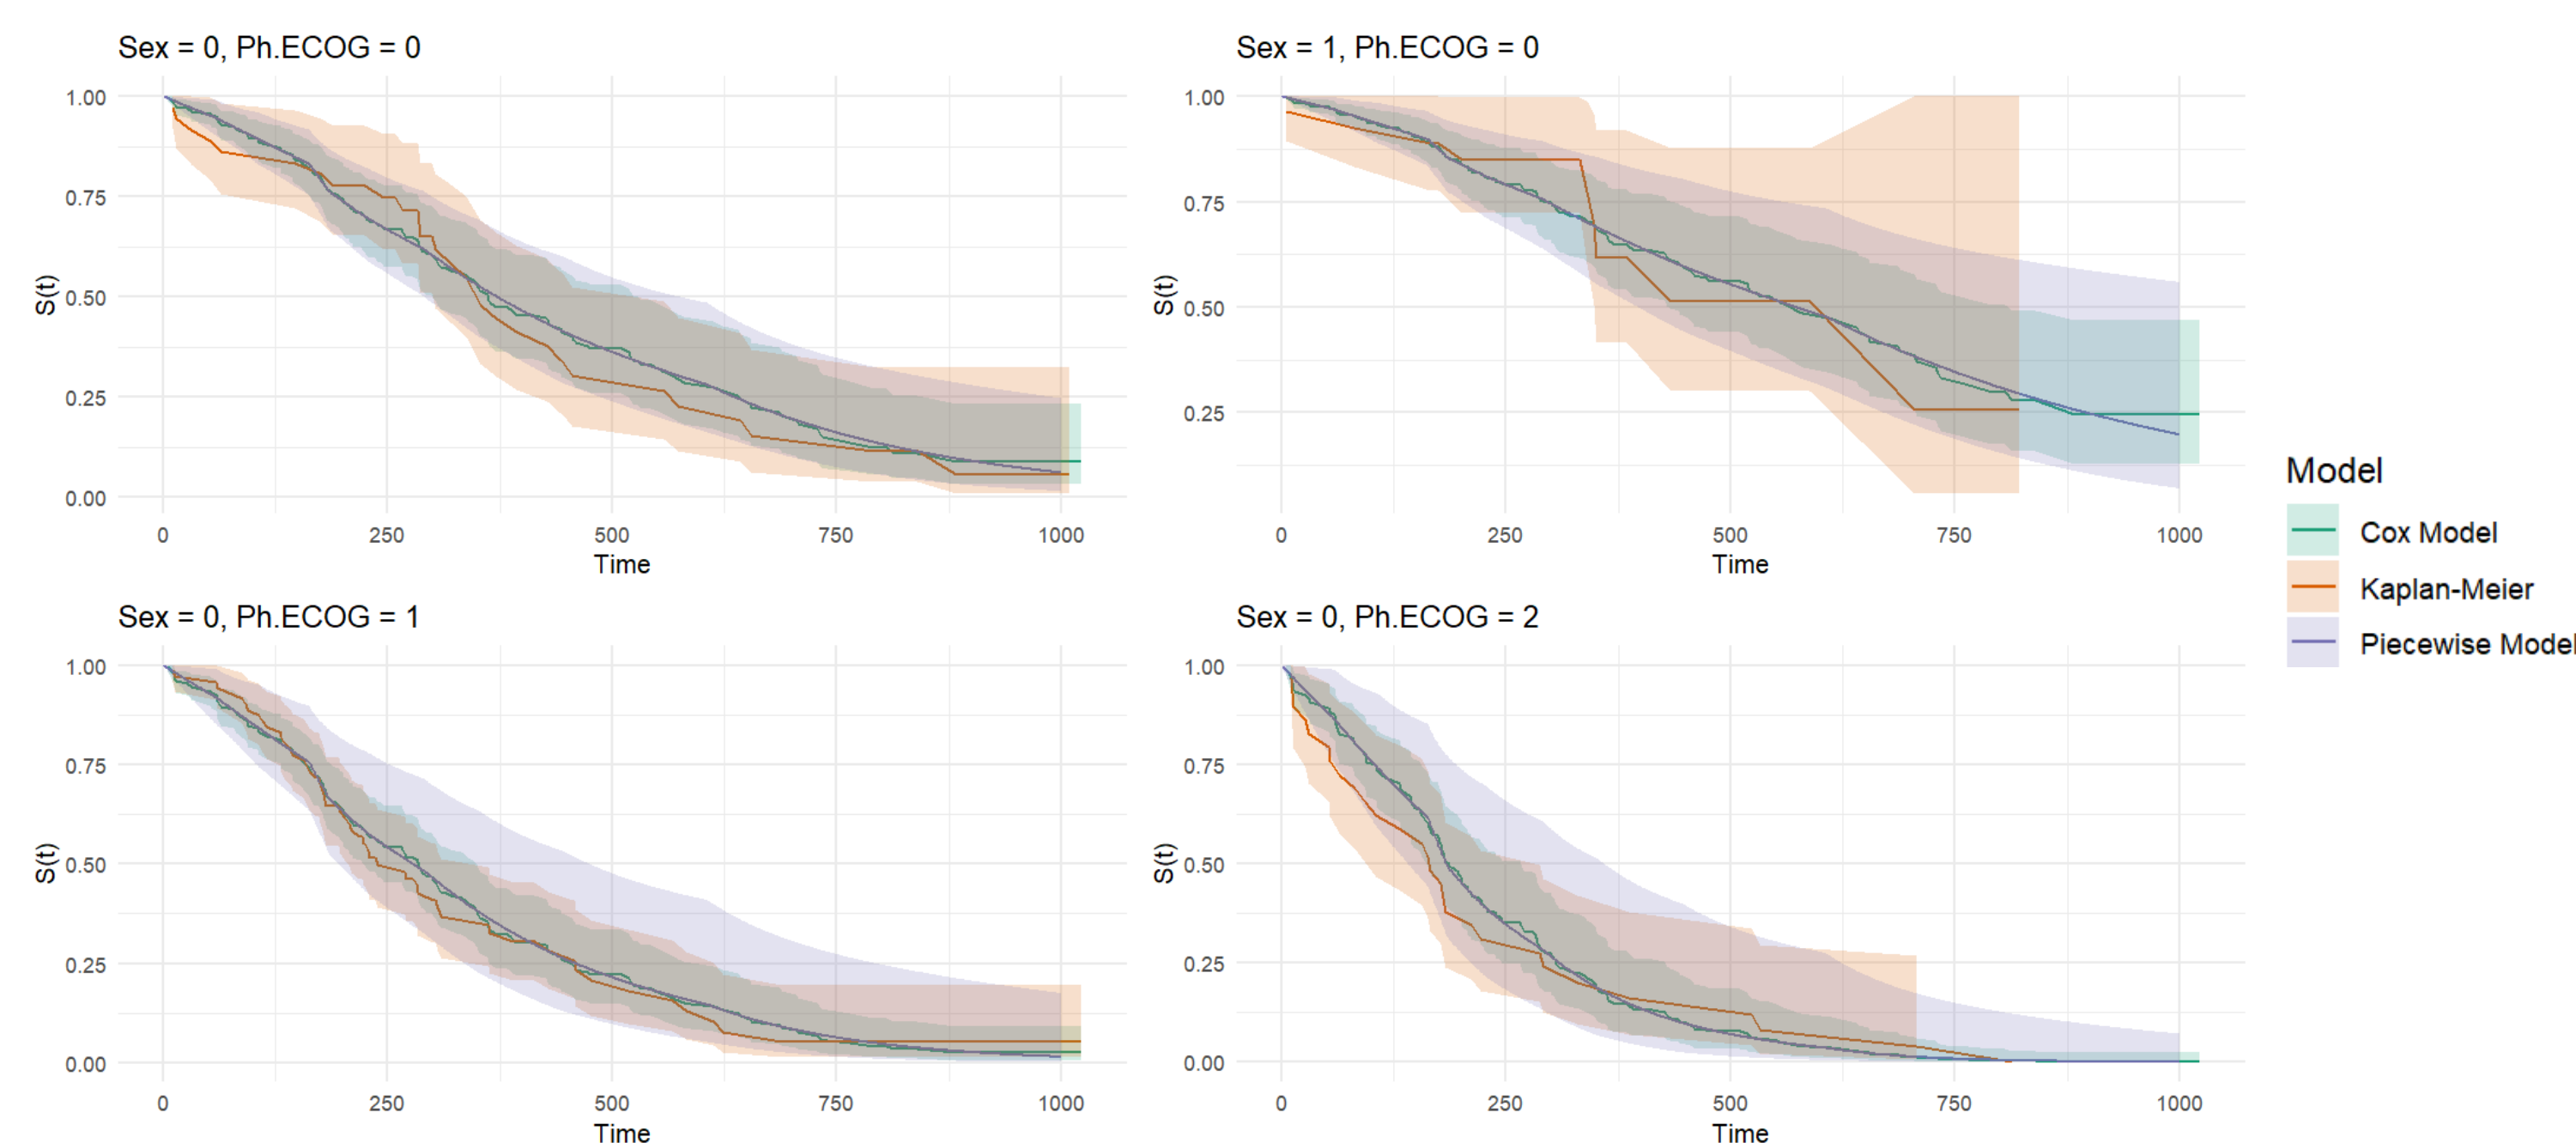 Sex = 0, Ph.ECOG = 0
1.00
0.75
0.50
0.25
0.00
S(t)
0 250 500 750 1000
Time
Sex = 1, Ph.ECOG = 0
1.00
0.75
0.50
0.25
S(t)
0 250 500 750 1000
Time
Sex = 0, Ph.ECOG = 1
1.00
0.75
0.50
0.25
0.00
S(t)
0 250 500 750 1000
Time
Sex = 0, Ph.ECOG = 2
1.00
0.75
0.50
0.25
0.00
S(t)
0 250 500 750 1000
Time
Model
Cox Model
Kaplan-Meier
Piecewise Model